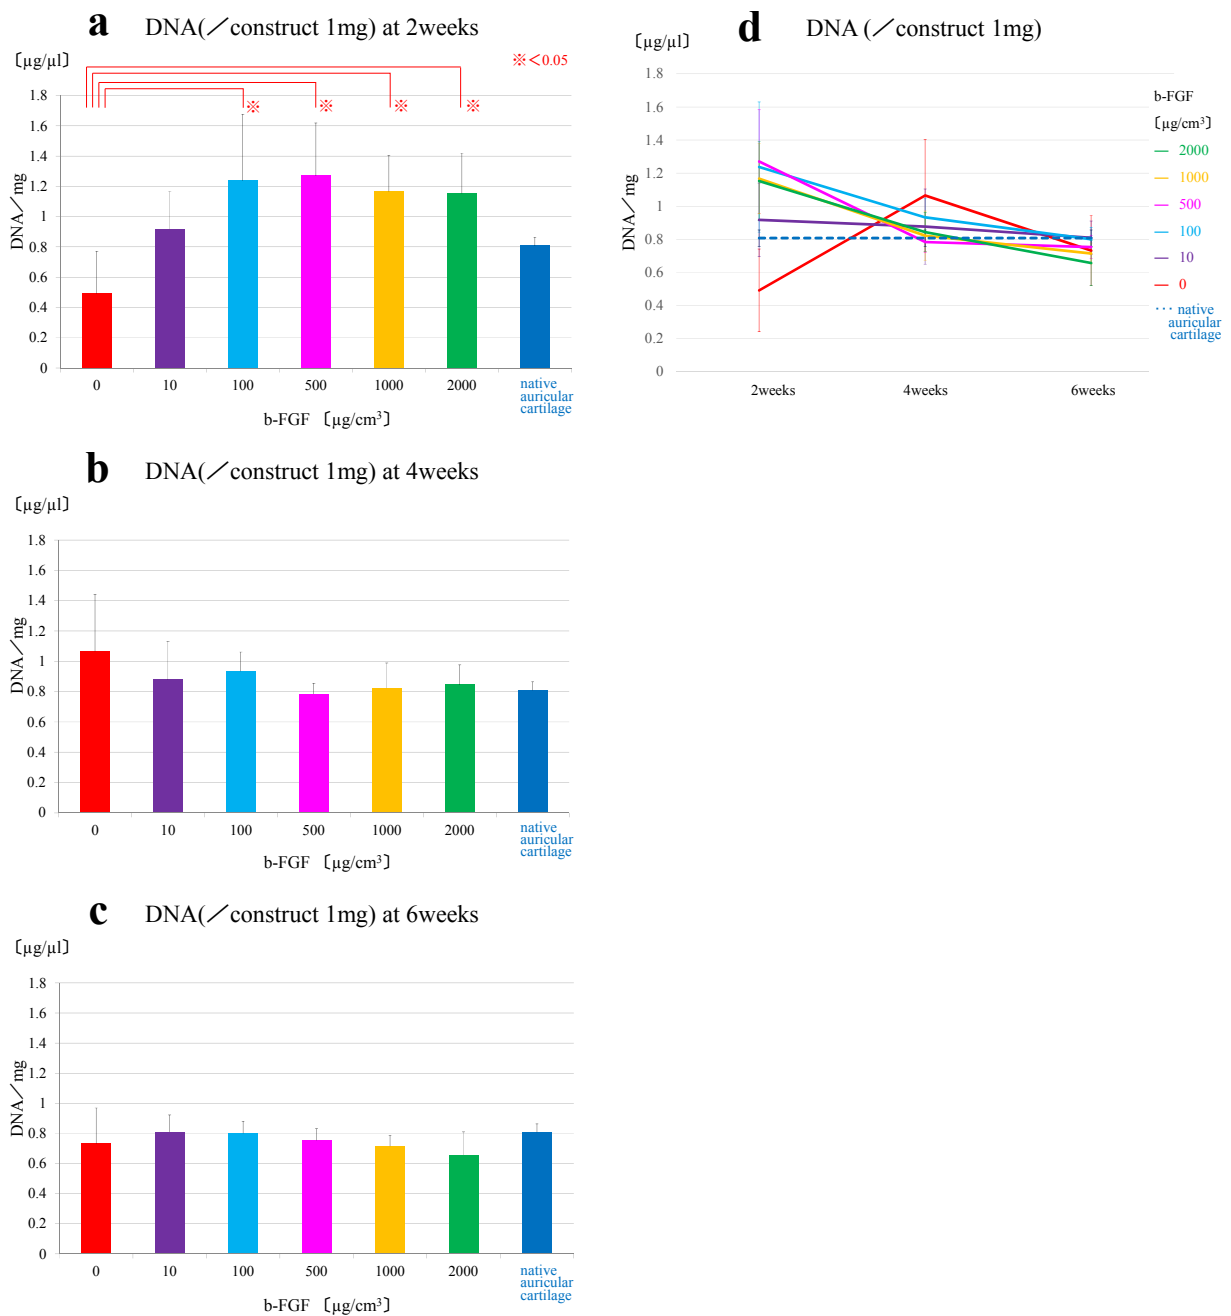 a DNA(／construct 1mg) at 2weeks
〔µg/µl〕
※＜0.05
※ ※ ※ ※
DNA／mg
1.8
1.6
1.4
1.2
1
0.8
0.6
0.4
0.2
0
0 10 100 500 1000 2000 native
auricular
cartilage
b-FGF 〔µg/cm³〕
b DNA(／construct 1mg) at 4weeks
〔µg/µl〕
DNA／mg
1.8
1.6
1.4
1.2
1
0.8
0.6
0.4
0.2
0
0 10 100 500 1000 2000 native
auricular
cartilage
b-FGF 〔µg/cm³〕
c DNA(／construct 1mg) at 6weeks
〔µg/µl〕
DNA／mg
1.8
1.6
1.4
1.2
1
0.8
0.6
0.4
0.2
0
0 10 100 500 1000 2000 native
auricular
cartilage
b-FGF 〔µg/cm³〕
d DNA (／construct 1mg)
〔µg/µl〕
DNA／mg
1.8
1.6
1.4
1.2
1
0.8
0.6
0.4
0.2
0
2weeks 4weeks 6weeks
b-FGF
〔µg/cm³〕
2000
1000
500
100
10
0
native
auricular
cartilage